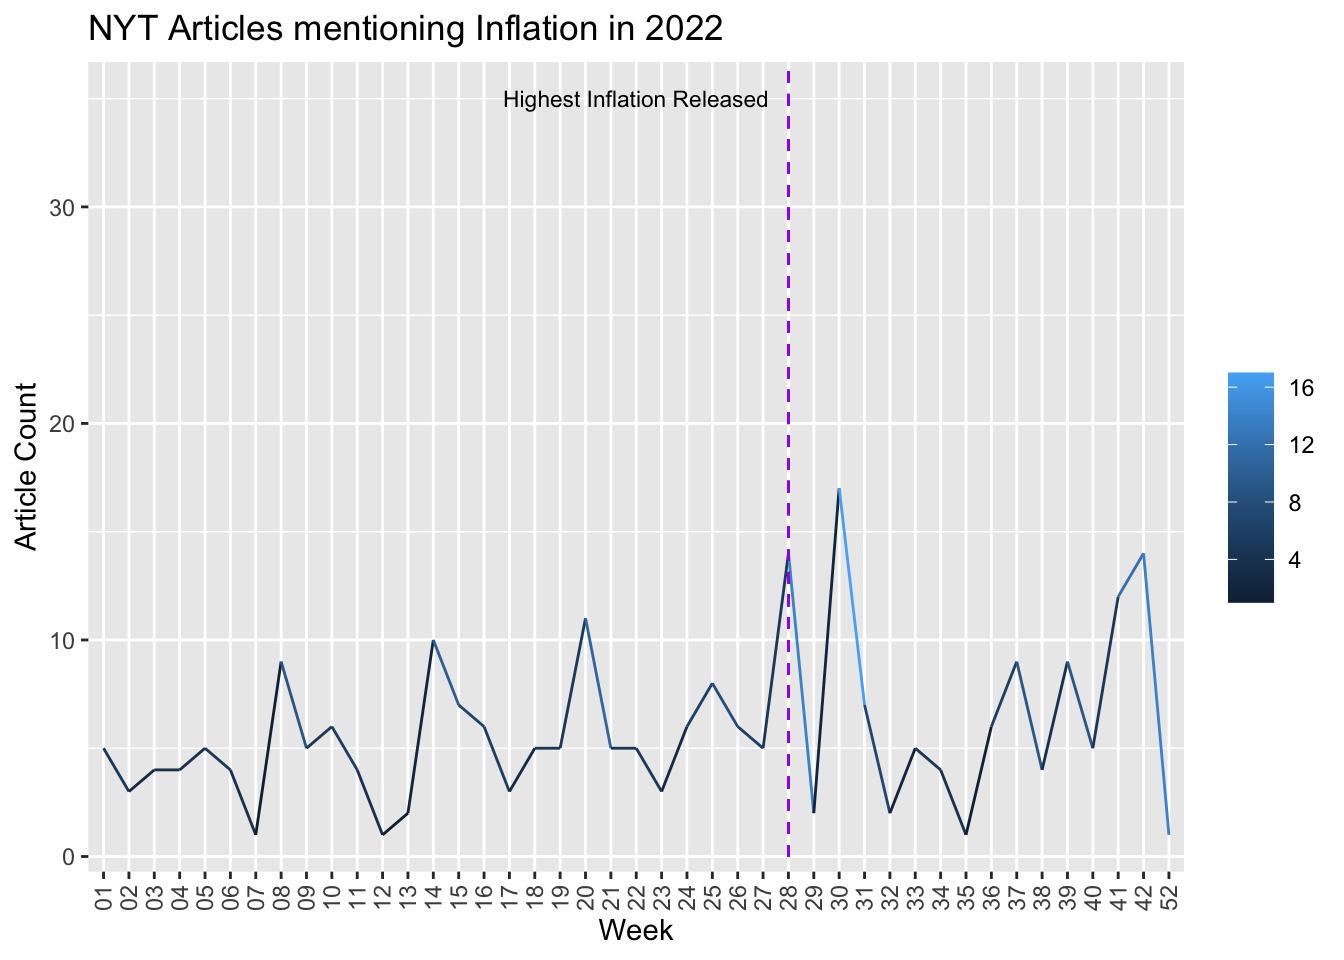 NYT Articles mentioning Inflation in 2022
Highest Inflation Released
30
20
10
0
Article Count
01 02 03 04 05 06 07 08 09 10 11 12 13 14 15 16 17 18 19 20 21 22 23 24 25 26 27 28 29 30 31 32 33 34 35 36 37 38 39 40 41 42 52
Week
16
12
8
4